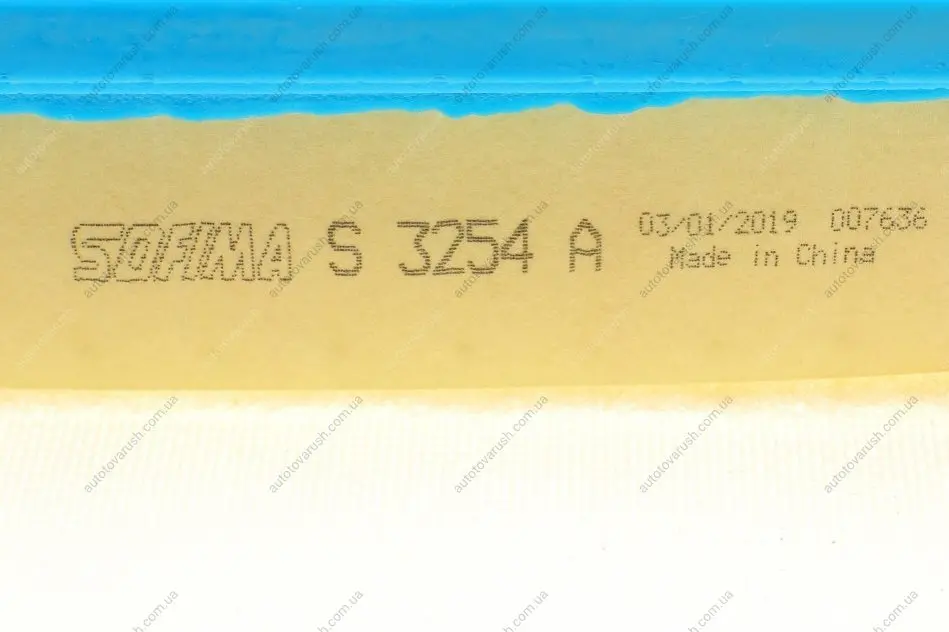 SOFIMA S 3254 A 03/01/2019 007636
Made in China
autotovarush.com.ua